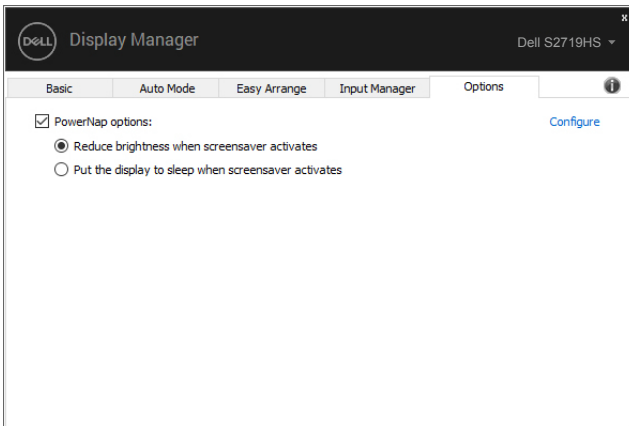 x
DELL Display Manager Dell S2719HS
Basic Auto Mode Easy Arrange Input Manager Options i
PowerNap options: Configure
Reduce brightness when screensaver activates
Put the display to sleep when screensaver activates